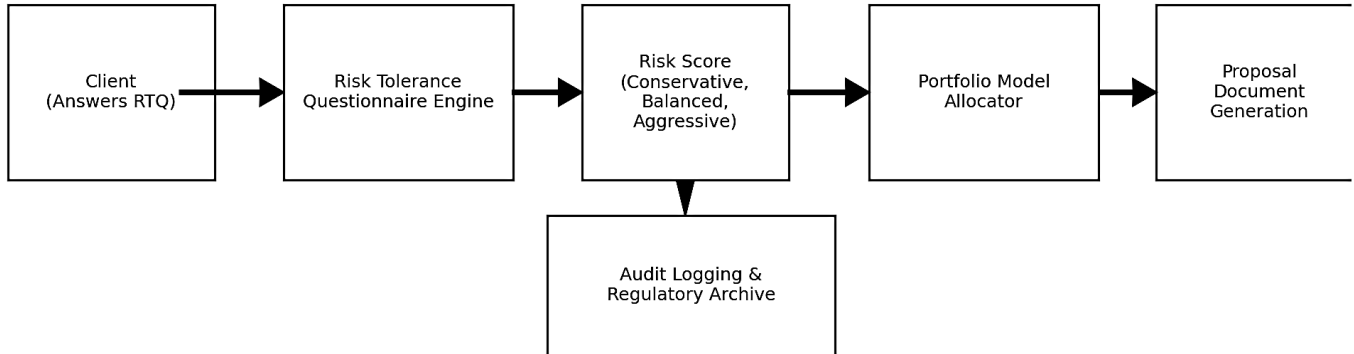 Client
(Answers RTQ)
Risk Tolerance
Questionnaire Engine
Risk Score
(Conservative,
Balanced,
Aggressive)
Portfolio Model
Allocator
Proposal
Document
Generation
Audit Logging &
Regulatory Archive